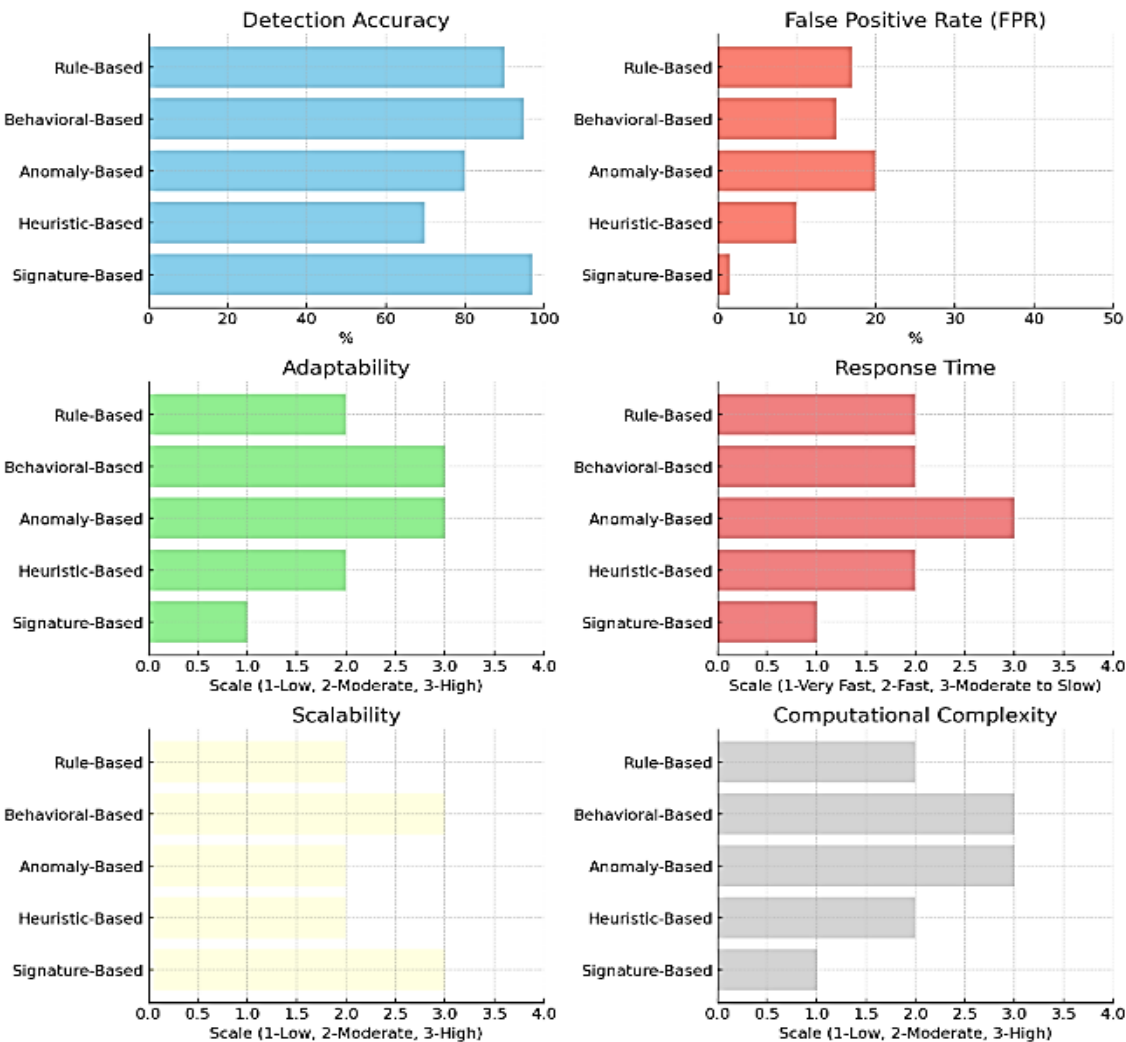 Detection Accuracy
Rule-Based
Behavioral-Based
Anomaly-Based
Heuristic-Based
Signature-Based
0 20 40 60 80 100
%
False Positive Rate (FPR)
Rule-Based
Behavioral-Based
Anomaly-Based
Heuristic-Based
Signature-Based
0 10 20 30 40 50
%
Adaptability
Rule-Based
Behavioral-Based
Anomaly-Based
Heuristic-Based
Signature-Based
0.0 0.5 1.0 1.5 2.0 2.5 3.0 3.5 4.0
Scale (1-Low, 2-Moderate, 3-High)
Response Time
Rule-Based
Behavioral-Based
Anomaly-Based
Heuristic-Based
Signature-Based
0.0 0.5 1.0 1.5 2.0 2.5 3.0 3.5 4.0
Scale (1-Very Fast, 2-Fast, 3-Moderate to Slow)
Scalability
Rule-Based
Behavioral-Based
Anomaly-Based
Heuristic-Based
Signature-Based
0.0 0.5 1.0 1.5 2.0 2.5 3.0 3.5 4.0
Scale (1-Low, 2-Moderate, 3-High)
Computational Complexity
Rule-Based
Behavioral-Based
Anomaly-Based
Heuristic-Based
Signature-Based
0.0 0.5 1.0 1.5 2.0 2.5 3.0 3.5 4.0
Scale (1-Low, 2-Moderate, 3-High)